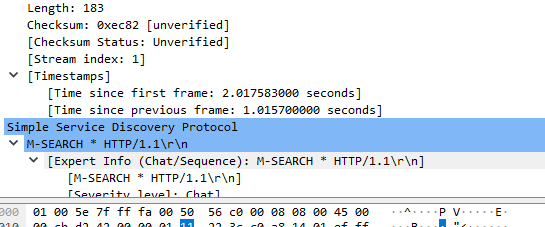 Length: 183
Checksum: 0xec82 [unverified]
[Checksum Status: Unverified]
[Stream index: 1]
[Timestamps]
[Time since first frame: 2.017583000 seconds]
[Time since previous frame: 1.015700000 seconds]
Simple Service Discovery Protocol
M-SEARCH * HTTP/1.1\r\n
[Expert Info (Chat/Sequence): M-SEARCH * HTTP/1.1\r\n]
[M-SEARCH * HTTP/1.1\r\n]
[Severity level: Chat]
000 01 00 5e 7f ff fa 00 50 56 c0 00 08 08 00 45 00 ··^····P V·····E·